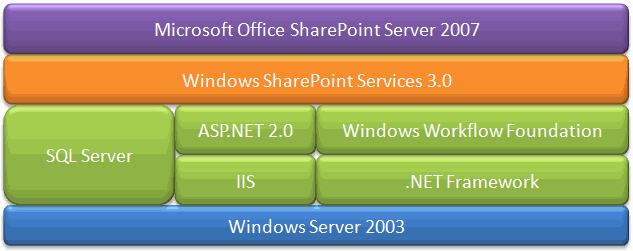 Microsoft Office SharePoint Server 2007
Windows SharePoint Services 3.0
SQL Server
ASP.NET 2.0
Windows Workflow Foundation
IIS
.NET Framework
Windows Server 2003